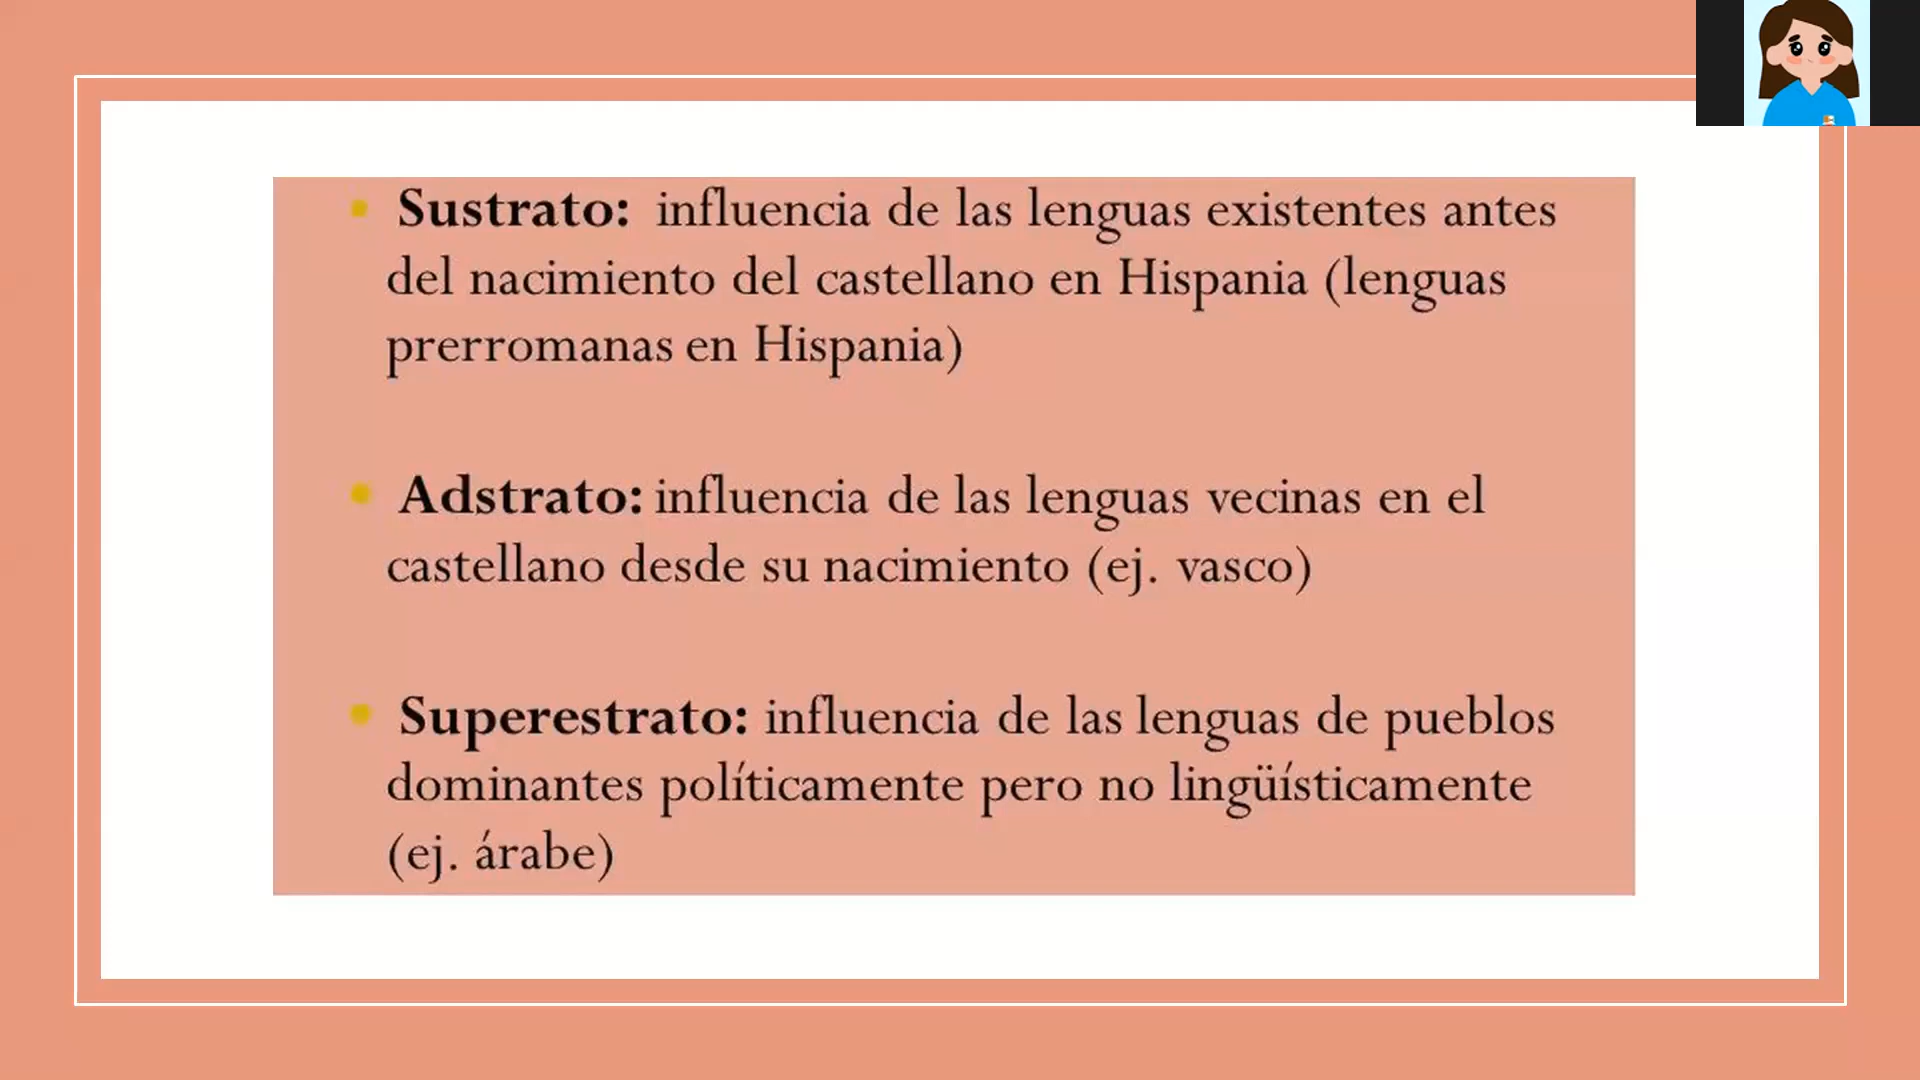 • Sustrato: influencia de las lenguas existentes antes
del nacimiento del castellano en Hispania (lenguas
prerromanas en Hispania)
• Adstrato: influencia de las lenguas vecinas en el
castellano desde su nacimiento (ej. vasco)
• Superestrato: influencia de las lenguas de pueblos
dominantes políticamente pero no lingüísticamente
(ej. árabe)